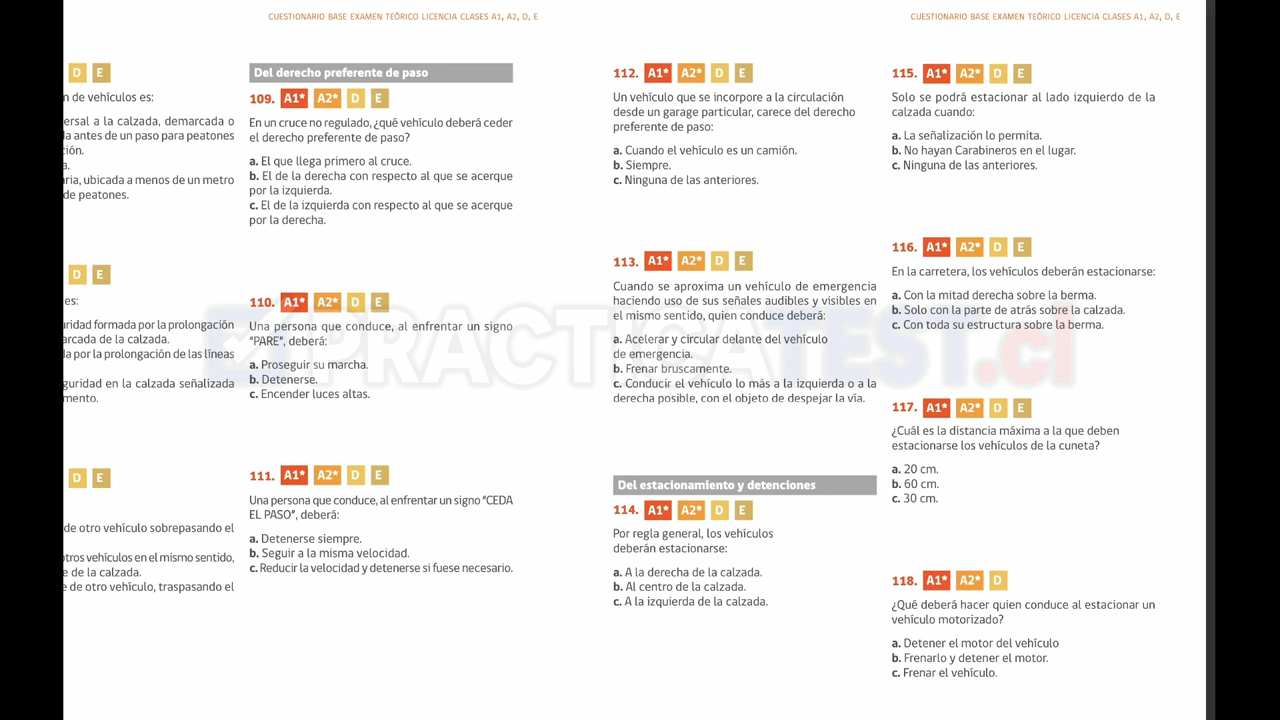 CUESTIONARIO BASE EXAMEN TEÓRICO LICENCIA CLASES A1, A2, D, E
D E
de vehículos es:
a la calzada, demarcada o
antes de un paso para peatones
ubicada a menos de un metro
de peatones.
D E
es:
formada por la prolongación
de la calzada.
por la prolongación de las líneas
en la calzada señalizada
D E
de otro vehículo sobrepasando el
vehículos en el mismo sentido,
de la calzada.
de otro vehículo, traspasando el
Del derecho preferente de paso
109. A1* A2* D E
En un cruce no regulado, ¿qué vehículo deberá ceder
el derecho preferente de paso?
a. El que llega primero al cruce.
b. El de la derecha con respecto al que se acerque
por la izquierda.
c. El de la izquierda con respecto al que se acerque
por la derecha.
110. A1* A2* D E
Una persona que conduce, al enfrentar un signo
"PARE", deberá:
a. Proseguir su marcha.
b. Detenerse.
c. Encender luces altas.
111. A1* A2* D E
Una persona que conduce, al enfrentar un signo "CEDA
EL PASO", deberá:
a. Detenerse siempre.
b. Seguir a la misma velocidad.
c. Reducir la velocidad y detenerse si fuese necesario.
CUESTIONARIO BASE EXAMEN TEÓRICO LICENCIA CLASES A1, A2, D, E
112. A1* A2* D E
Un vehículo que se incorpore a la circulación
desde un garage particular, carece del derecho
preferente de paso:
a. Cuando el vehículo es un camión.
b. Siempre.
c. Ninguna de las anteriores.
113. A1* A2* D E
Cuando se aproxima un vehículo de emergencia
haciendo uso de sus señales audibles y visibles en
el mismo sentido, quien conduce deberá:
a. Acelerar y circular delante del vehículo
de emergencia.
b. Frenar bruscamente.
c. Conducir el vehículo lo más a la izquierda o a la
derecha posible, con el objeto de despejar la vía.
Del estacionamiento y detenciones
114. A1* A2* D E
Por regla general, los vehículos
deberán estacionarse:
a. A la derecha de la calzada.
b. Al centro de la calzada.
c. A la izquierda de la calzada.
115. A1* A2* D E
Solo se podrá estacionar al lado izquierdo de la
calzada cuando:
a. La señalización lo permita.
b. No hayan Carabineros en el lugar.
c. Ninguna de las anteriores.
116. A1* A2* D E
En la carretera, los vehículos deberán estacionarse:
a. Con la mitad derecha sobre la berma.
b. Solo con la parte de atrás sobre la calzada.
c. Con toda su estructura sobre la berma.
117. A1* A2* D E
¿Cuál es la distancia máxima a la que deben
estacionarse los vehículos de la cuneta?
a. 20 cm.
b. 60 cm.
c. 30 cm.
118. A1* A2* D
¿Qué deberá hacer quien conduce al estacionar un
vehículo motorizado?
a. Detener el motor del vehículo
b. Frenarlo y detener el motor.
c. Frenar el vehículo.
PRACTICATEST.cl